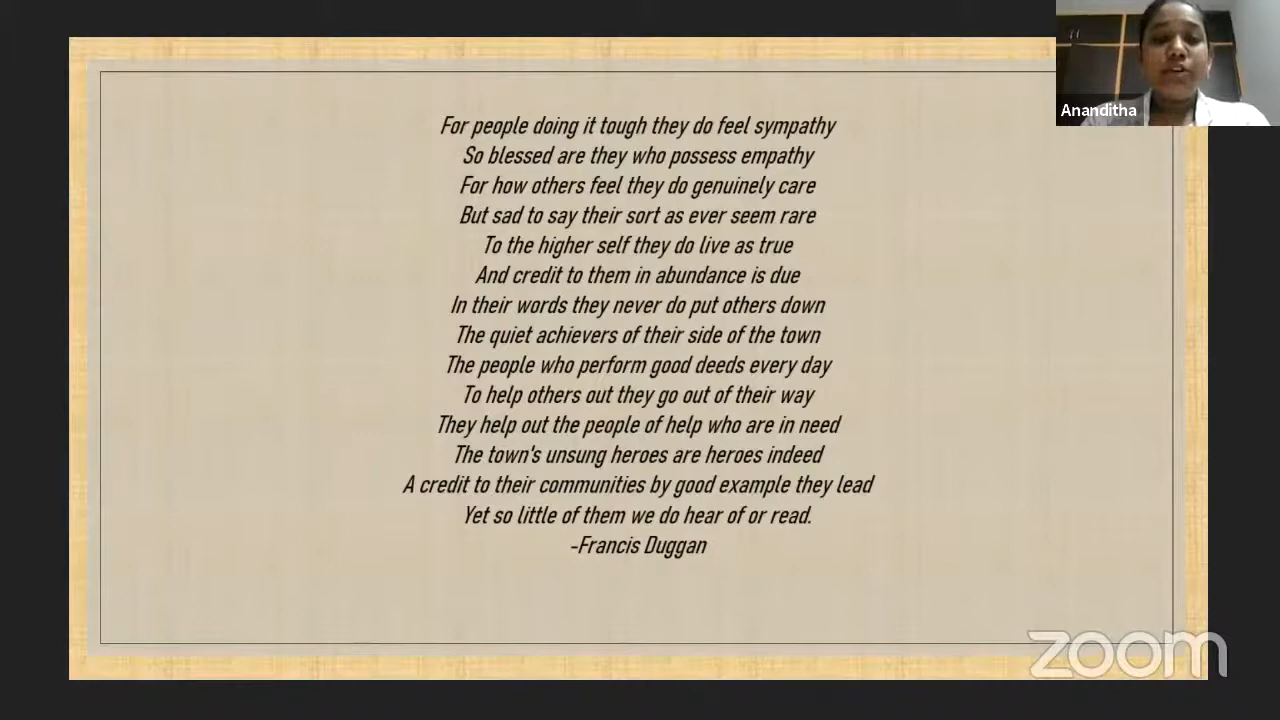 Ananditha
For people doing it tough they do feel sympathy
So blessed are they who possess empathy
For how others feel they do genuinely care
But sad to say their sort as ever seem rare
To the higher self they do live as true
And credit to them in abundance is due
In their words they never do put others down
The quiet achievers of their side of the town
The people who perform good deeds every day
To help others out they go out of their way
They help out the people of help who are in need
The town's unsung heroes are heroes indeed
A credit to their communities by good example they lead
Yet so little of them we do hear of or read.
-Francis Duggan
zoom